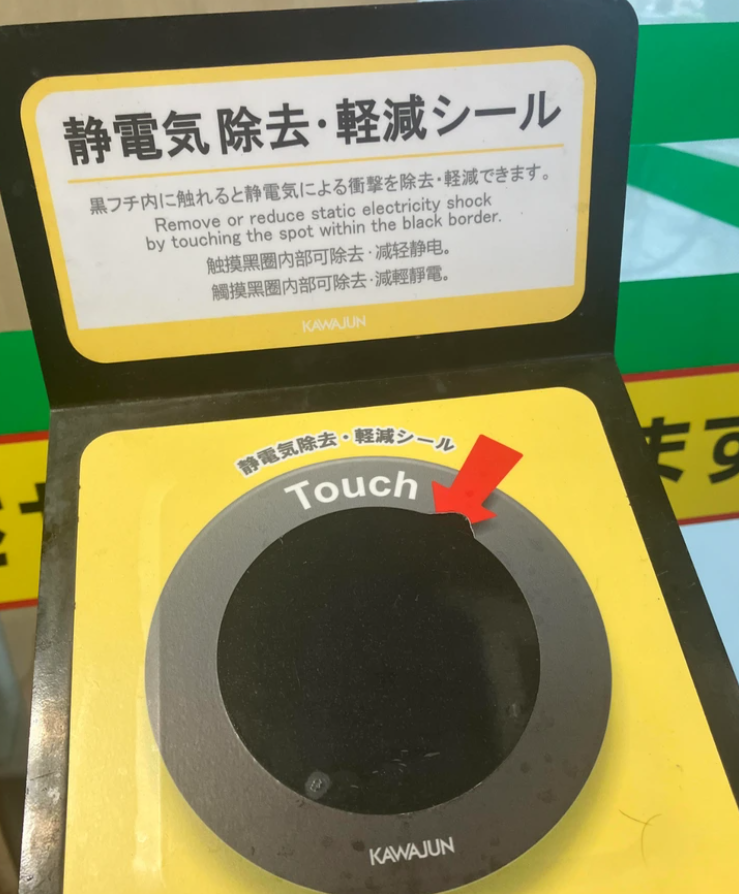 静電気除去・軽減シール
黒フチ内に触れると静電気による衝撃を除去・軽減できます。
Remove or reduce static electricity shock
by touching the spot within the black border.
触摸黑圈内部可除去·减轻静电。
觸摸黑圈內部可除去·減輕靜電。
KAWAJUN
静電気除去・軽減シール
Touch
KAWAJUN
ます